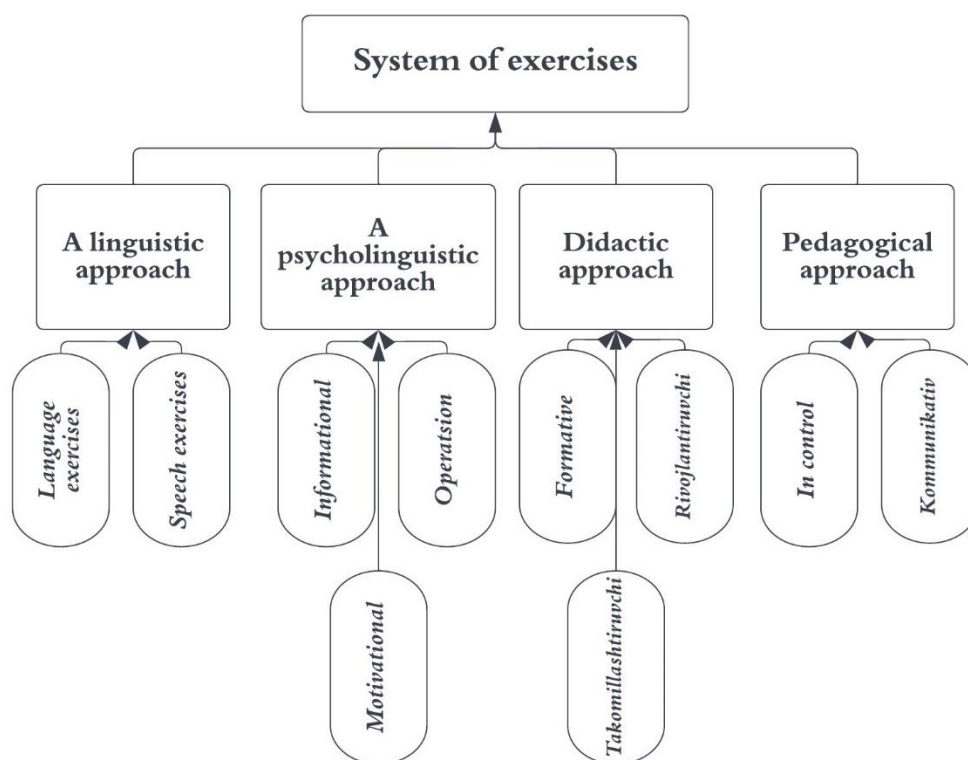 System of exercises
A linguistic
approach
A
psycholinguistic
approach
Didactic
approach
Pedagogical
approach
Language
exercises
Speech exercises
Informational
Operatsion
Formative
Rivojlantiruvchi
In control
Kommunikativ
Motivational
Takomillashtiruvchi